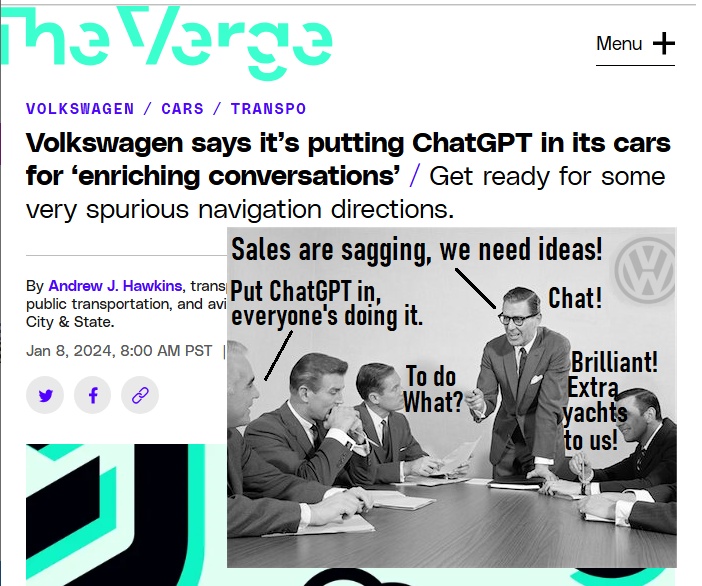 The Verge
Menu
VOLKSWAGEN / CARS / TRANSPO
Volkswagen says it’s putting ChatGPT in its cars
for ‘enriching conversations’ / Get ready for some
very spurious navigation directions.
By Andrew J. Hawkins, trans
public transportation, and avi
City & State.
Jan 8, 2024, 8:00 AM PST |
Sales are sagging, we need ideas!
Put ChatGPT in,
everyone's doing it.
To do
What?
Chat!
Brilliant!
Extra
yachts
to us!
VW